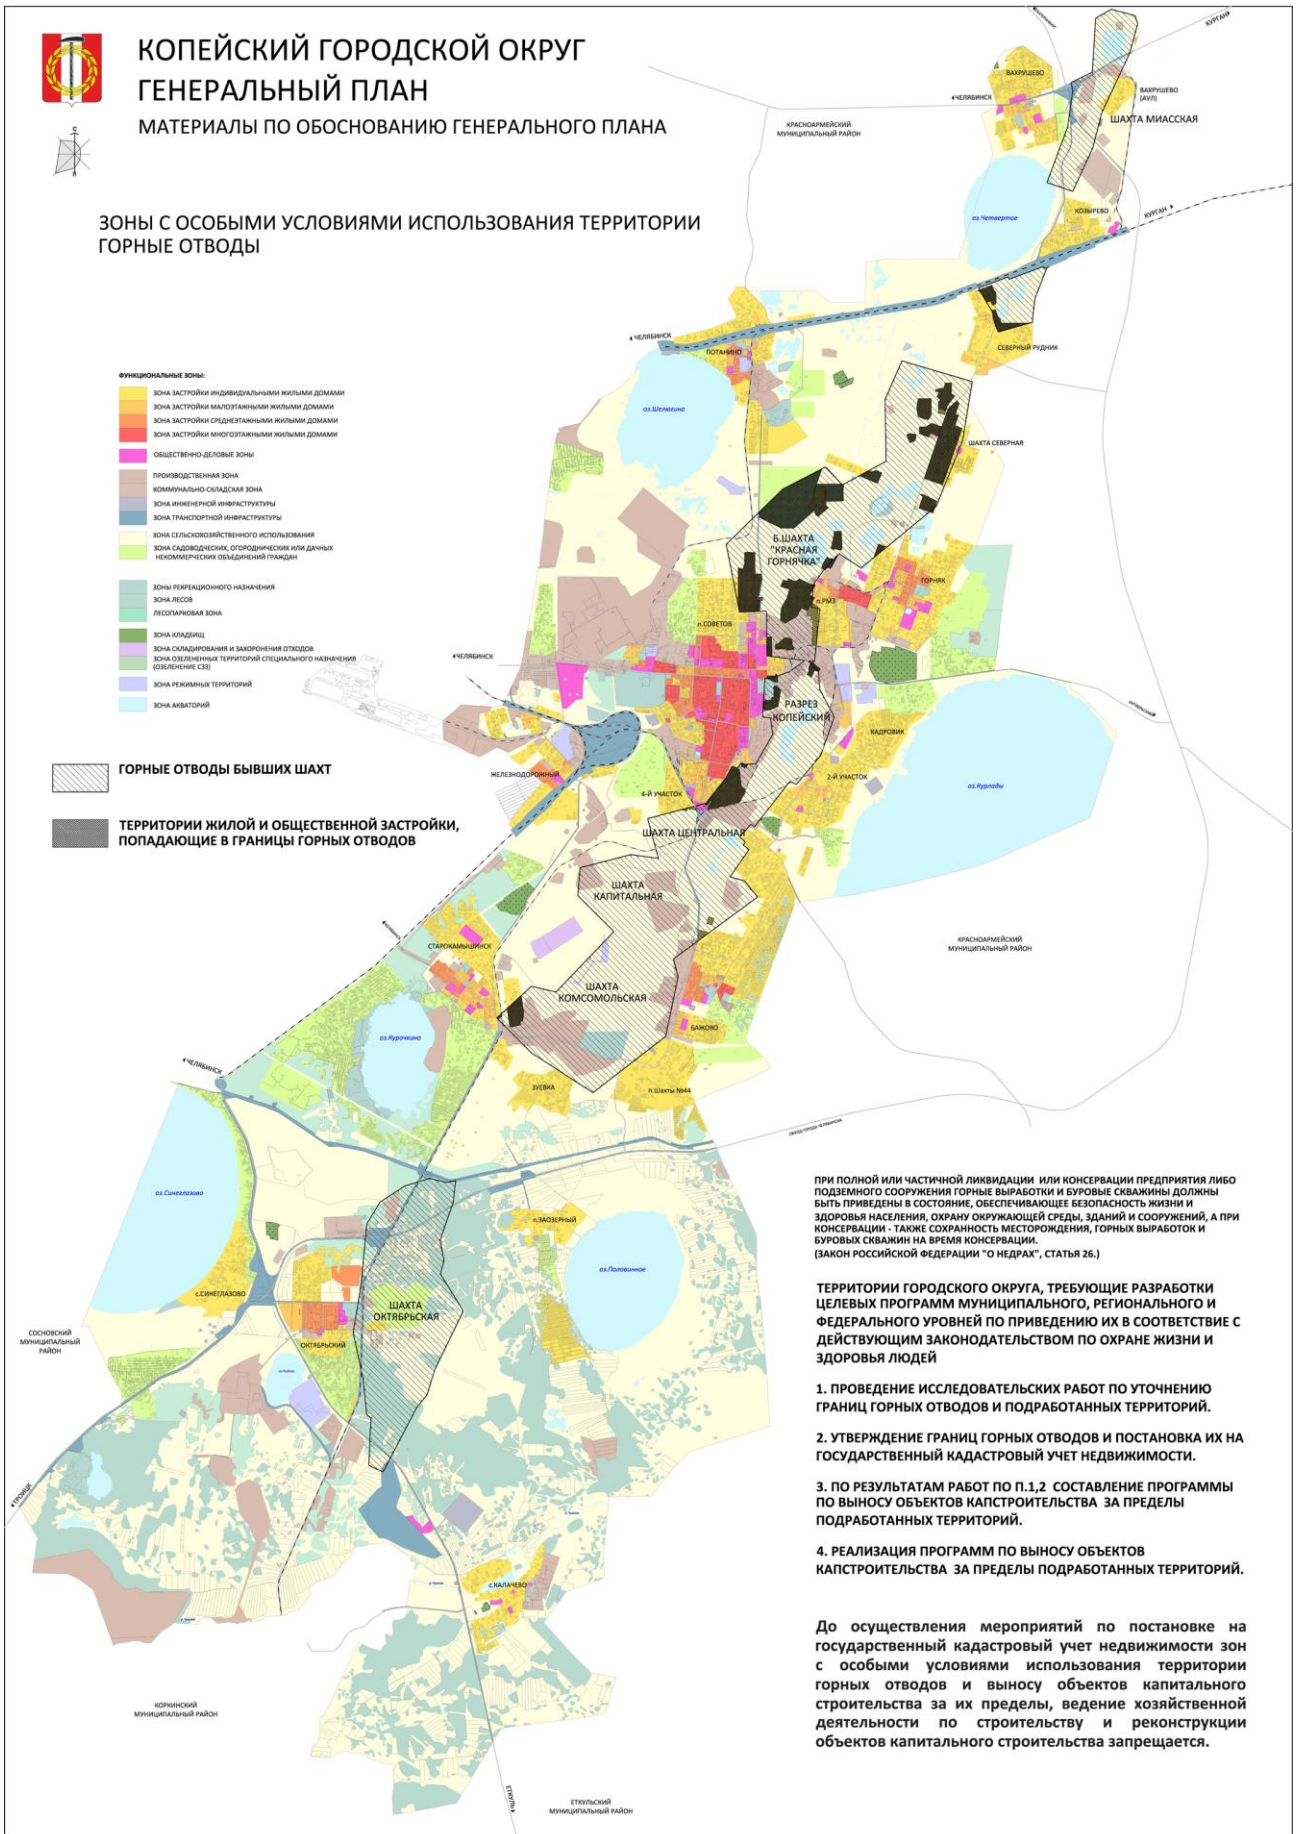 КОПЕЙСКИЙ ГОРОДСКОЙ ОКРУГ
ГЕНЕРАЛЬНЫЙ ПЛАН
МАТЕРИАЛЫ ПО ОБОСНОВАНИЮ ГЕНЕРАЛЬНОГО ПЛАНА
ЗОНЫ С ОСОБЫМИ УСЛОВИЯМИ ИСПОЛЬЗОВАНИЯ ТЕРРИТОРИИ
ГОРНЫЕ ОТВОДЫ
ФУНКЦИОНАЛЬНЫЕ ЗОНЫ:
ЗОНА ЗАСТРОЙКИ ИНДИВИДУАЛЬНЫМИ ЖИЛЫМИ ДОМАМИ
ЗОНА ЗАСТРОЙКИ МАЛОЭТАЖНЫМИ ЖИЛЫМИ ДОМАМИ
ЗОНА ЗАСТРОЙКИ СРЕДНЕЭТАЖНЫМИ ЖИЛЫМИ ДОМАМИ
ЗОНА ЗАСТРОЙКИ МНОГОЭТАЖНЫМИ ЖИЛЫМИ ДОМАМИ
ОБЩЕСТВЕННО-ДЕЛОВЫЕ ЗОНЫ
ПРОИЗВОДСТВЕННАЯ ЗОНА
КОММУНАЛЬНО-СКЛАДСКАЯ ЗОНА
ЗОНА ИНЖЕНЕРНОЙ ИНФРАСТРУКТУРЫ
ЗОНА ТРАНСПОРТНОЙ ИНФРАСТРУКТУРЫ
ЗОНА СЕЛЬСКОХОЗЯЙСТВЕННОГО ИСПОЛЬЗОВАНИЯ
ЗОНА САДОВОДЧЕСКИХ, ОГОРОДНИЧЕСКИХ ИЛИ ДАЧНЫХ
НЕКОММЕРЧЕСКИХ ОБЪЕДИНЕНИЙ ГРАЖДАН
ЗОНЫ РЕКРЕАЦИОННОГО НАЗНАЧЕНИЯ
ЗОНА ЛЕСОВ
ЛЕСОПАРКОВАЯ ЗОНА
ЗОНА КЛАДБИЩ
ЗОНА СКЛАДИРОВАНИЯ И ЗАХОРОНЕНИЯ ОТХОДОВ
ЗОНА ОЗЕЛЕНЕННЫХ ТЕРРИТОРИЙ СПЕЦИАЛЬНОГО НАЗНАЧЕНИЯ
(ОЗЕЛЕНЕНИЕ СЗЗ)
ЗОНА РЕЖИМНЫХ ТЕРРИТОРИЙ
ЗОНА АКВАТОРИЙ
ГОРНЫЕ ОТВОДЫ БЫВШИХ ШАХТ
ТЕРРИТОРИИ ЖИЛОЙ И ОБЩЕСТВЕННОЙ ЗАСТРОЙКИ,
ПОПАДАЮЩИЕ В ГРАНИЦЫ ГОРНЫХ ОТВОДОВ
КУРГАН
ВАХРУШЕВО
ЧЕЛЯБИНСК
ВАХРУШЕВО
(АУЛ)
ШАХТА МИАССКАЯ
КРАСНОАРМЕЙСКИЙ
МУНИЦИПАЛЬНЫЙ РАЙОН
оз.Четвертое
КОЗЫРЕВО
КУРГАН
ЧЕЛЯБИНСК
ПОТАНИНО
СЕВЕРНЫЙ РУДНИК
оз.Шелюгино
ШАХТА СЕВЕРНАЯ
Б.ШАХТА
"КРАСНАЯ
ГОРНЯЧКА"
ГОРНЯК
п.РМЗ
п.СОВЕТОВ
ЧЕЛЯБИНСК
РАЗРЕЗ
КОПЕЙСКИЙ
КАДРОВИК
ЖЕЛЕЗНОДОРОЖНЫЙ
2-Й УЧАСТОК
оз.Курлады
4-Й УЧАСТОК
ШАХТА ЦЕНТРАЛЬНАЯ
ШАХТА
КАПИТАЛЬНАЯ
СТАРОКАМЫШИНСК
КРАСНОАРМЕЙСКИЙ
МУНИЦИПАЛЬНЫЙ РАЙОН
ШАХТА
КОМСОМОЛЬСКАЯ
БАЖОВО
оз.Курочкино
ЧЕЛЯБИНСК
ЗУЕВКА
п.Шахты №44
ОБХОД ГОРОДА ЧЕЛЯБИНСКА
оз.Синеглазово
п.ЗАОЗЕРНЫЙ
оз.Половинное
с.СИНЕГЛАЗОВО
ШАХТА
ОКТЯБРЬСКАЯ
ОКТЯБРЬСКИЙ
СОСНОВСКИЙ
МУНИЦИПАЛЬНЫЙ
РАЙОН
ТРОИЦК
с.КАЛАЧЕВО
КОРКИНСКИЙ
МУНИЦИПАЛЬНЫЙ РАЙОН
ЕТКУЛЬ
ЕТКУЛЬСКИЙ
МУНИЦИПАЛЬНЫЙ РАЙОН
ПРИ ПОЛНОЙ ИЛИ ЧАСТИЧНОЙ ЛИКВИДАЦИИ ИЛИ КОНСЕРВАЦИИ ПРЕДПРИЯТИЯ ЛИБО
ПОДЗЕМНОГО СООРУЖЕНИЯ ГОРНЫЕ ВЫРАБОТКИ И БУРОВЫЕ СКВАЖИНЫ ДОЛЖНЫ
БЫТЬ ПРИВЕДЕНЫ В СОСТОЯНИЕ, ОБЕСПЕЧИВАЮЩЕЕ БЕЗОПАСНОСТЬ ЖИЗНИ И
ЗДОРОВЬЯ НАСЕЛЕНИЯ, ОХРАНУ ОКРУЖАЮЩЕЙ СРЕДЫ, ЗДАНИЙ И СООРУЖЕНИЙ, А ПРИ
КОНСЕРВАЦИИ - ТАКЖЕ СОХРАННОСТЬ МЕСТОРОЖДЕНИЯ, ГОРНЫХ ВЫРАБОТОК И
БУРОВЫХ СКВАЖИН НА ВРЕМЯ КОНСЕРВАЦИИ.
(ЗАКОН РОССИЙСКОЙ ФЕДЕРАЦИИ "О НЕДРАХ", СТАТЬЯ 26.)
ТЕРРИТОРИИ ГОРОДСКОГО ОКРУГА, ТРЕБУЮЩИЕ РАЗРАБОТКИ
ЦЕЛЕВЫХ ПРОГРАММ МУНИЦИПАЛЬНОГО, РЕГИОНАЛЬНОГО И
ФЕДЕРАЛЬНОГО УРОВНЕЙ ПО ПРИВЕДЕНИЮ ИХ В СООТВЕТСТВИЕ С
ДЕЙСТВУЮЩИМ ЗАКОНОДАТЕЛЬСТВОМ ПО ОХРАНЕ ЖИЗНИ И
ЗДОРОВЬЯ ЛЮДЕЙ
1. ПРОВЕДЕНИЕ ИССЛЕДОВАТЕЛЬСКИХ РАБОТ ПО УТОЧНЕНИЮ
ГРАНИЦ ГОРНЫХ ОТВОДОВ И ПОДРАБОТАННЫХ ТЕРРИТОРИЙ.
2. УТВЕРЖДЕНИЕ ГРАНИЦ ГОРНЫХ ОТВОДОВ И ПОСТАНОВКА ИХ НА
ГОСУДАРСТВЕННЫЙ КАДАСТРОВЫЙ УЧЕТ НЕДВИЖИМОСТИ.
3. ПО РЕЗУЛЬТАТАМ РАБОТ ПО П.1,2 СОСТАВЛЕНИЕ ПРОГРАММЫ
ПО ВЫНОСУ ОБЪЕКТОВ КАПСТРОИТЕЛЬСТВА ЗА ПРЕДЕЛЫ
ПОДРАБОТАННЫХ ТЕРРИТОРИЙ.
4. РЕАЛИЗАЦИЯ ПРОГРАММ ПО ВЫНОСУ ОБЪЕКТОВ
КАПСТРОИТЕЛЬСТВА ЗА ПРЕДЕЛЫ ПОДРАБОТАННЫХ ТЕРРИТОРИЙ.
До осуществления мероприятий по постановке на
государственный кадастровый учет недвижимости зон
с особыми условиями использования территории
горных отводов и выносу объектов капитального
строительства за их пределы, ведение хозяйственной
деятельности по строительству и реконструкции
объектов капитального строительства запрещается.